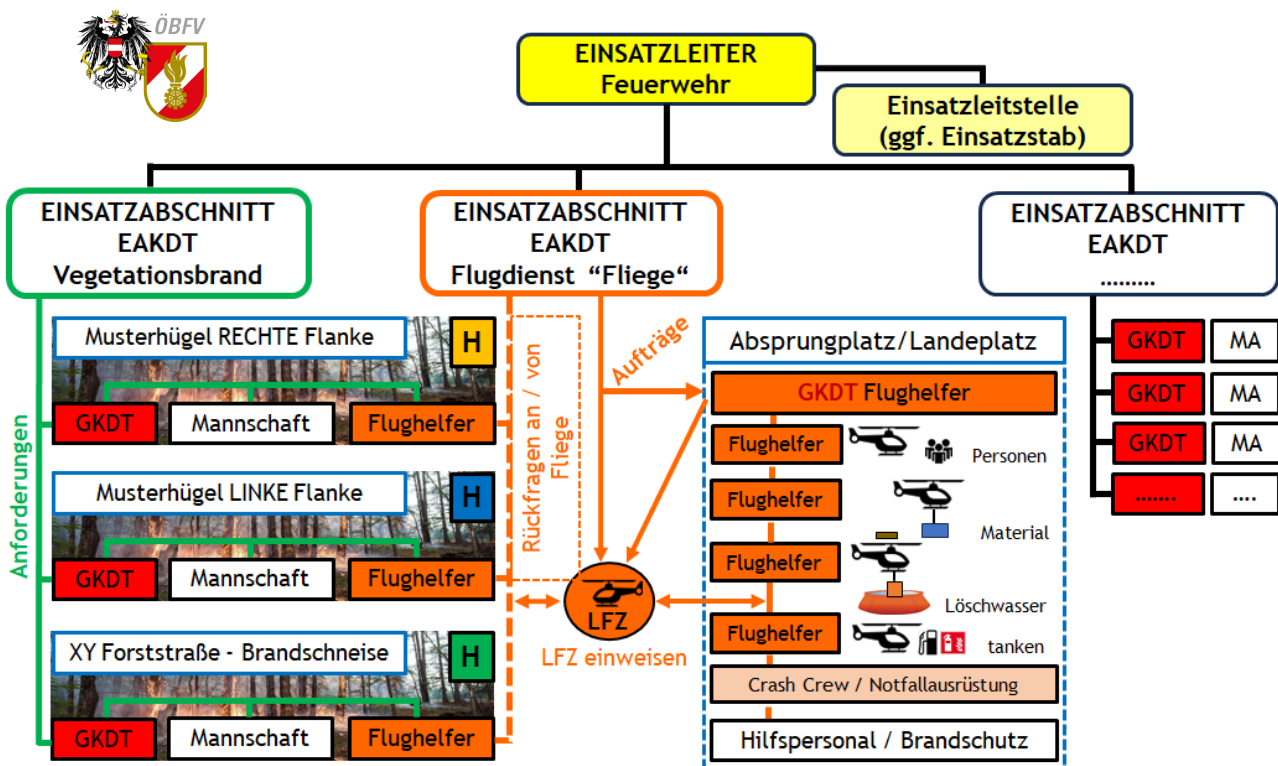 ÖBFV
EINSATZLEITER
Feuerwehr
Einsatzleitstelle
(ggf. Einsatzstab)
EINSATZABSCHNITT
EAKDT
Vegetationsbrand
EINSATZABSCHNITT
EAKDT
Flugdienst “Fliege“
EINSATZABSCHNITT
EAKDT
.........
Anforderungen
Musterhügel RECHTE Flanke
H
GKDT
Mannschaft
Flughelfer
Musterhügel LINKE Flanke
H
GKDT
Mannschaft
Flughelfer
XY Forststraße - Brandschneise
H
GKDT
Mannschaft
Flughelfer
Rückfragen an / von
Fliege
Aufträge
LFZ
LFZ einweisen
Absprungplatz/Landeplatz
GKDT Flughelfer
Flughelfer
Personen
Flughelfer
Material
Flughelfer
Löschwasser
Flughelfer
tanken
Crash Crew / Notfallausrüstung
Hilfspersonal / Brandschutz
GKDT
MA
GKDT
MA
GKDT
MA
.......
....